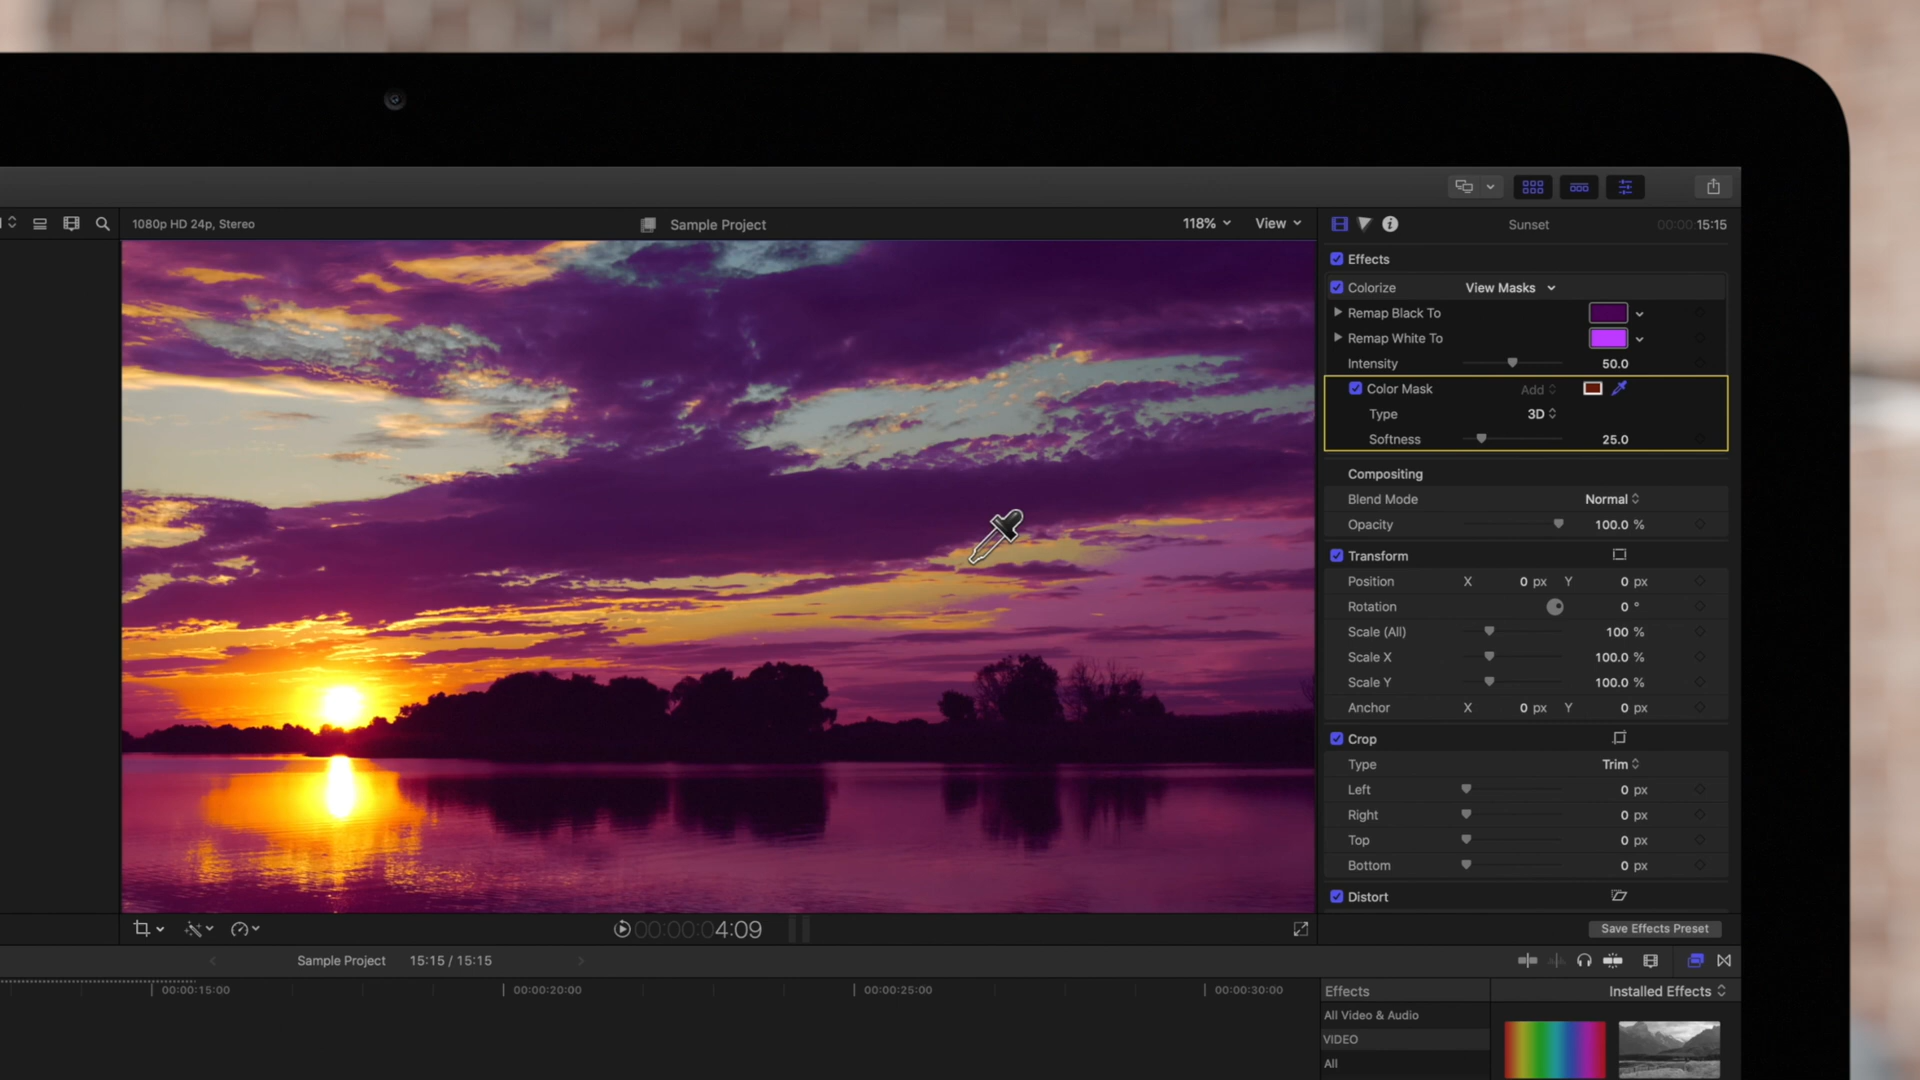 1080p HD 24p, Stereo
Sample Project
118%
View
Sunset
00:00:15:15
Effects
Colorize
View Masks
Remap Black To
Remap White To
Intensity
50.0
Color Mask
Add
Type
3D
Softness
25.0
Compositing
Blend Mode
Normal
Opacity
100.0 %
Transform
Position
X
0 px
Y
0 px
Rotation
0 °
Scale (All)
100 %
Scale X
100.0 %
Scale Y
100.0 %
Anchor
X
0 px
Y
0 px
Crop
Type
Trim
Left
0 px
Right
0 px
Top
0 px
Bottom
0 px
Distort
00:00:04:09
Save Effects Preset
Sample Project
15:15 / 15:15
00:00:15:00
00:00:20:00
00:00:25:00
00:00:30:00
Effects
Installed Effects
All Video & Audio
VIDEO
All